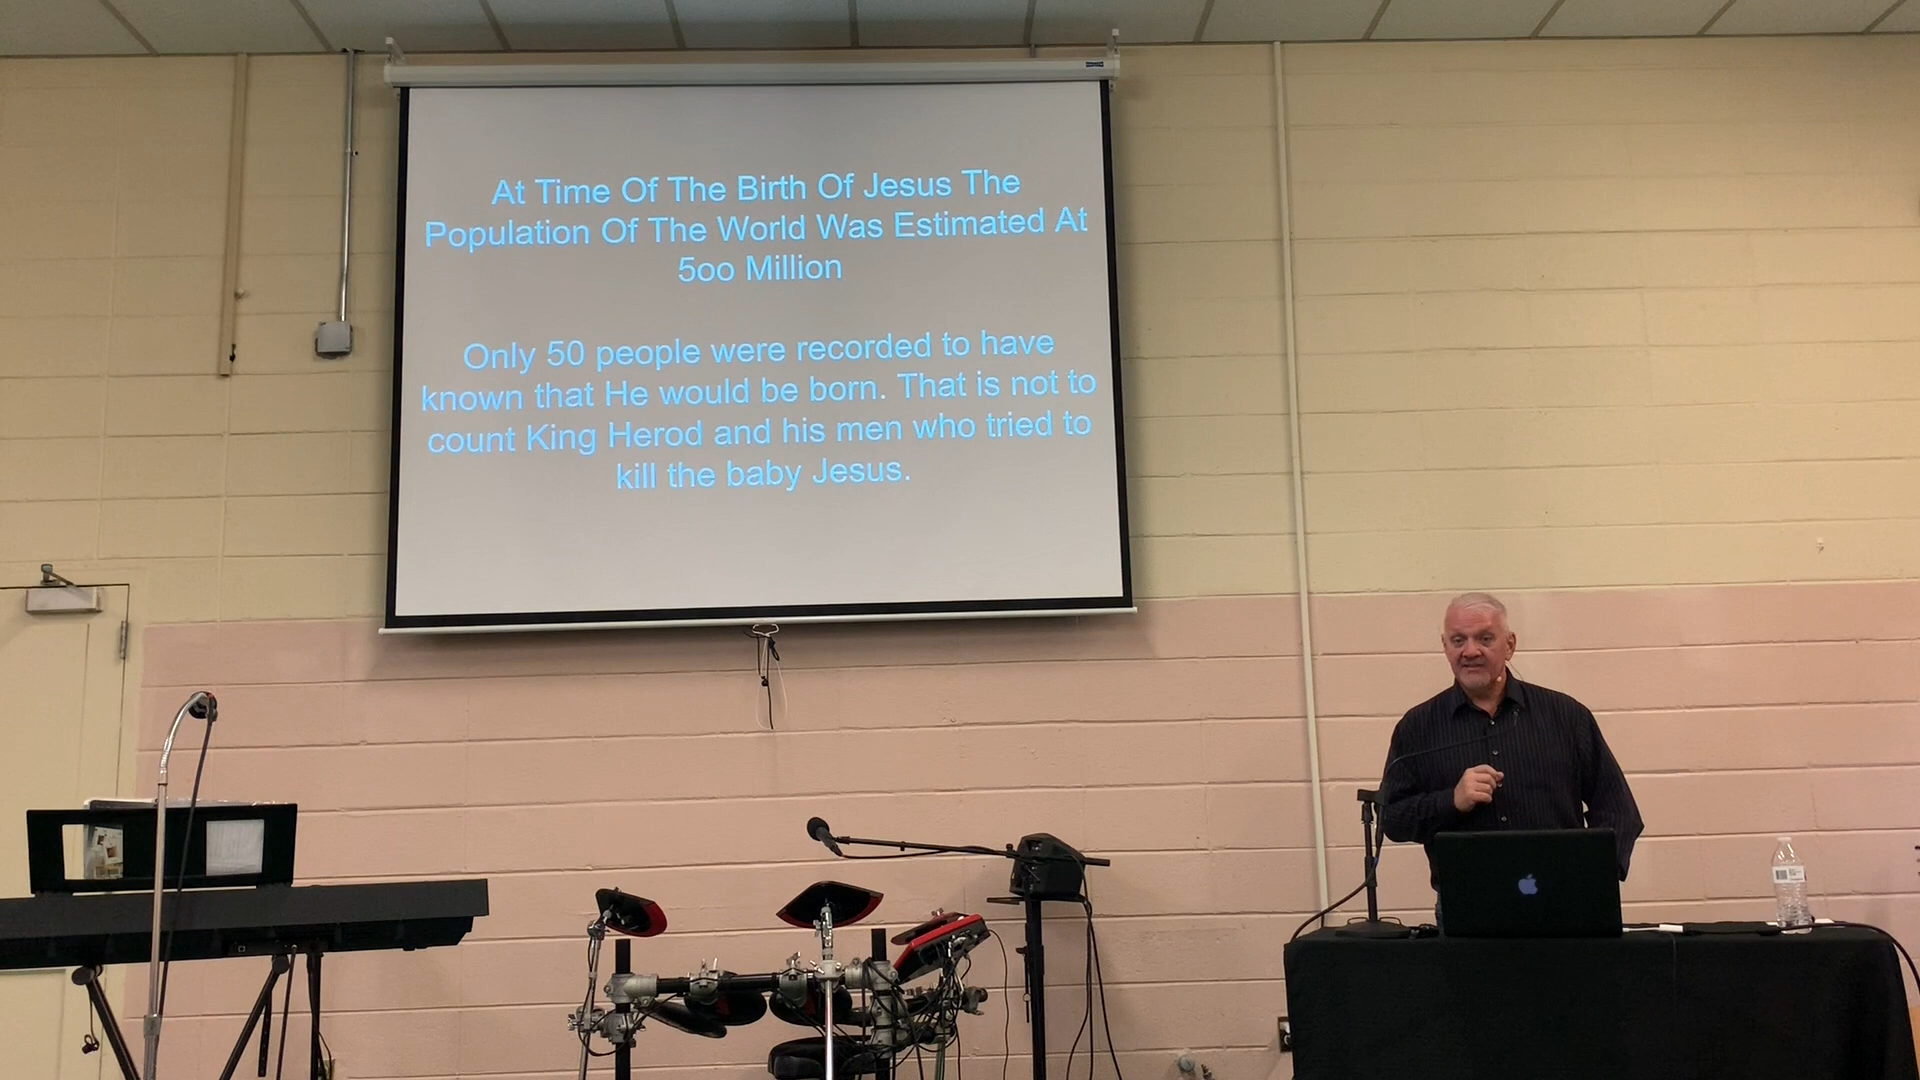 At Time Of The Birth Of Jesus The
Population Of The World Was Estimated At
5oo Million
Only 50 people were recorded to have
known that He would be born. That is not to
count King Herod and his men who tried to
kill the baby Jesus.